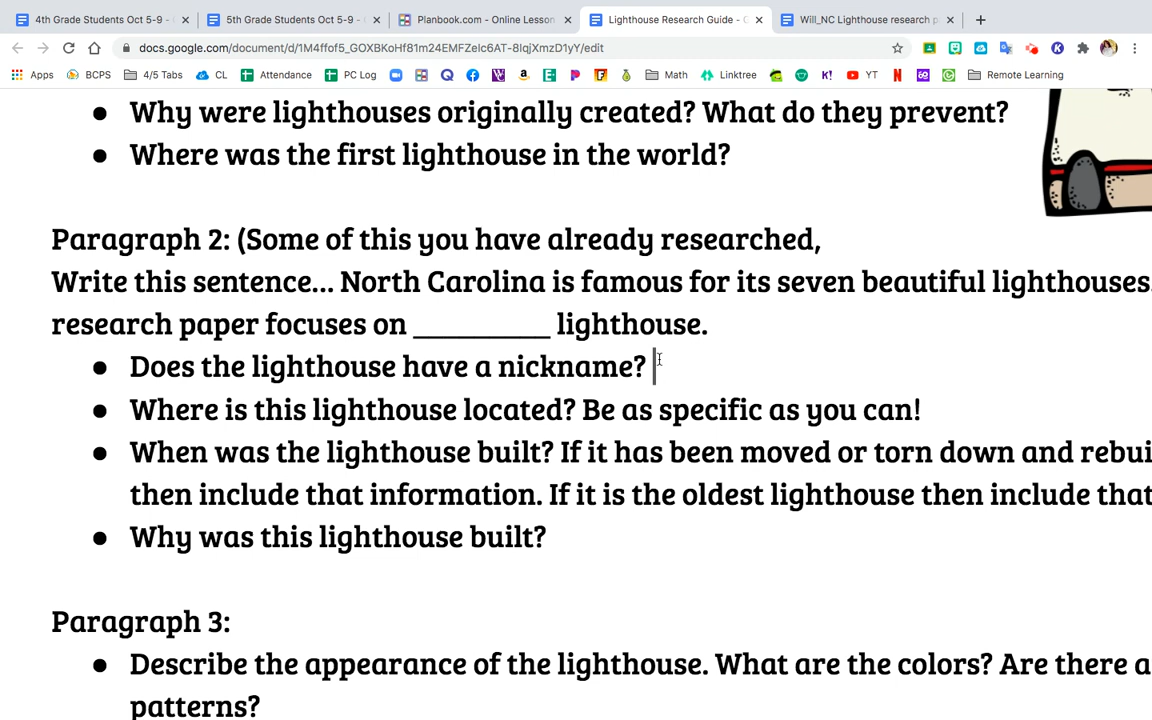 4th Grade Students Oct 5-9 -
5th Grade Students Oct 5-9 -
Planbook.com - Online Lesson
Lighthouse Research Guide - G
Will_NC Lighthouse research p
docs.google.com/document/d/1M4ffof5_GOXBKoHf81m24EMFZeIc6AT-8IqjXmzD1yY/edit
Apps BCPS 4/5 Tabs CL Attendance PC Log Math Linktree K! YT Remote Learning
● Why were lighthouses originally created? What do they prevent?
● Where was the first lighthouse in the world?
Paragraph 2: (Some of this you have already researched,
Write this sentence... North Carolina is famous for its seven beautiful lighthouses.
research paper focuses on __________ lighthouse.
● Does the lighthouse have a nickname?
● Where is this lighthouse located? Be as specific as you can!
● When was the lighthouse built? If it has been moved or torn down and rebui
then include that information. If it is the oldest lighthouse then include that
● Why was this lighthouse built?
Paragraph 3:
● Describe the appearance of the lighthouse. What are the colors? Are there a
patterns?